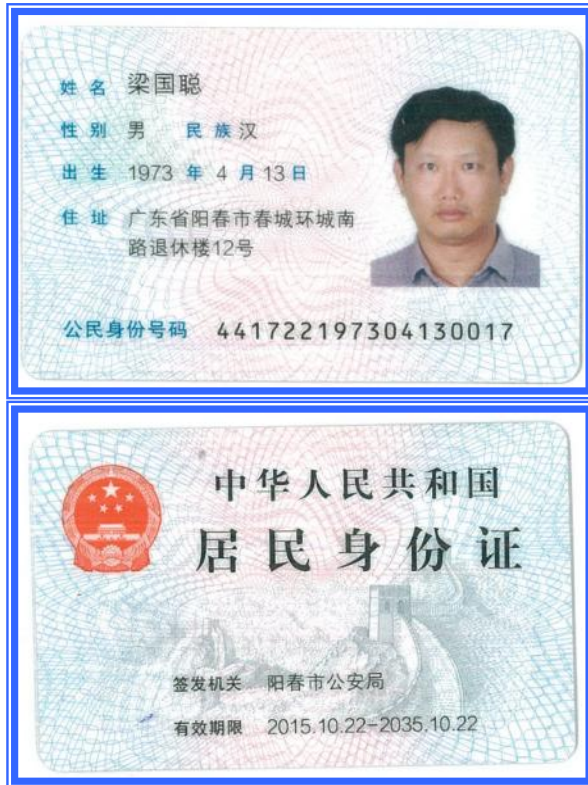 姓名 梁国聪
性别 男 民族 汉
出生 1973 年 4 月 13 日
住址 广东省阳春市春城环城南
路退休楼12号
公民身份号码 441722197304130017
中华人民共和国
居民身份证
签发机关 阳春市公安局
有效期限 2015.10.22-2035.10.22